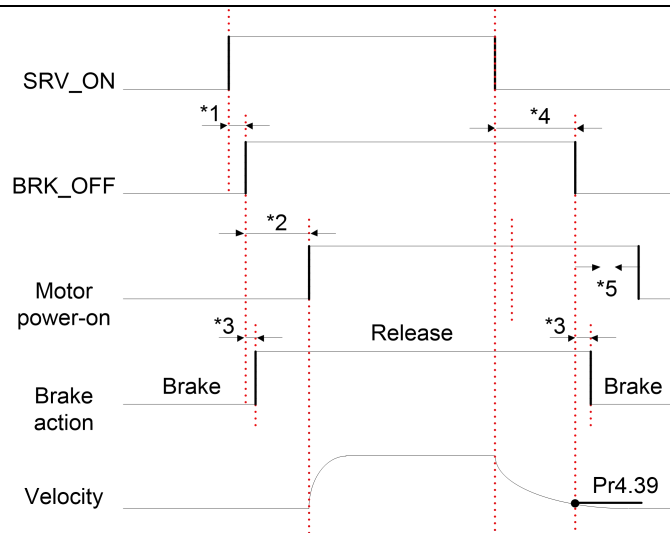 SRV_ON
*1
*4
BRK_OFF
*2
*5
Motor
power-on
*3
Release
*3
Brake
Brake
Brake
action
Pr4.39
Velocity